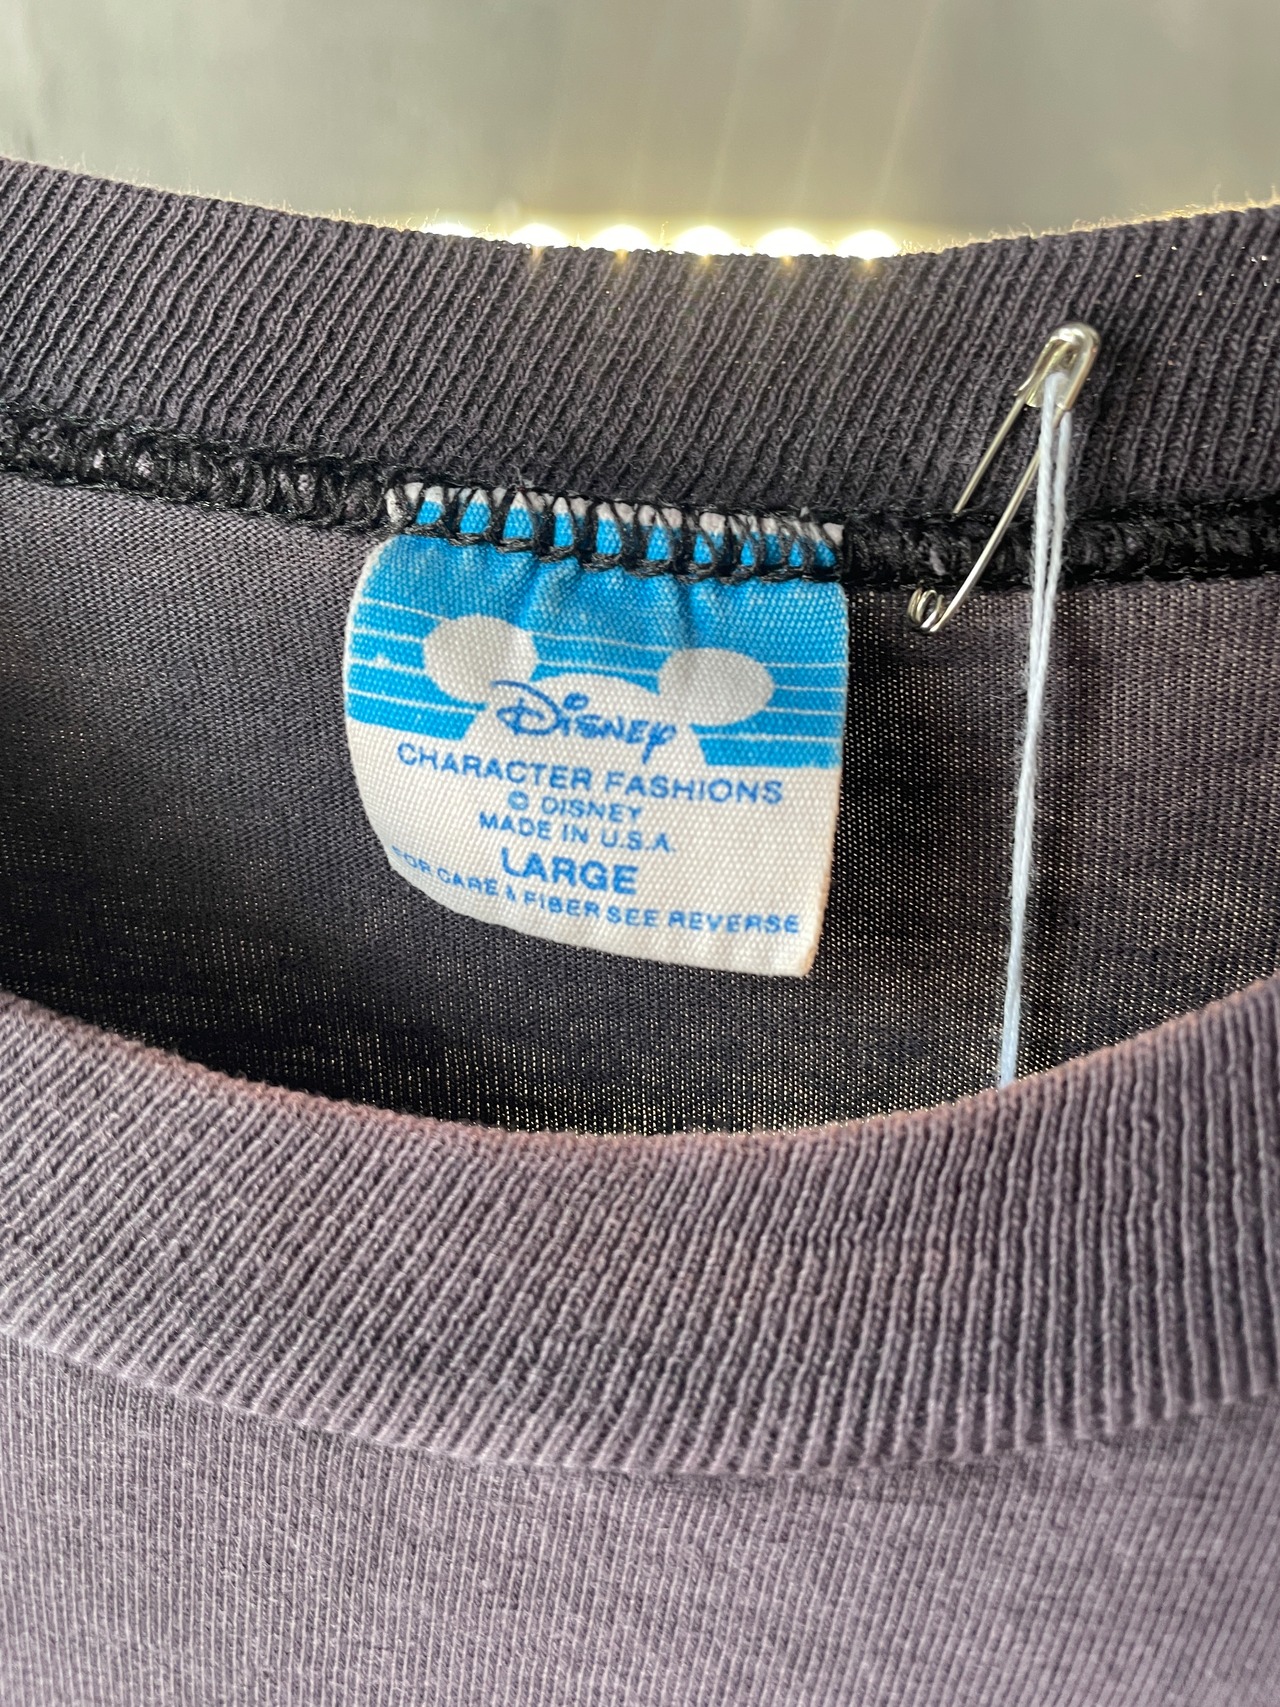 Disney
CHARACTER FASHIONS
© DISNEY
MADE IN U.S.A.
LARGE
FOR CARE & FIBER SEE REVERSE